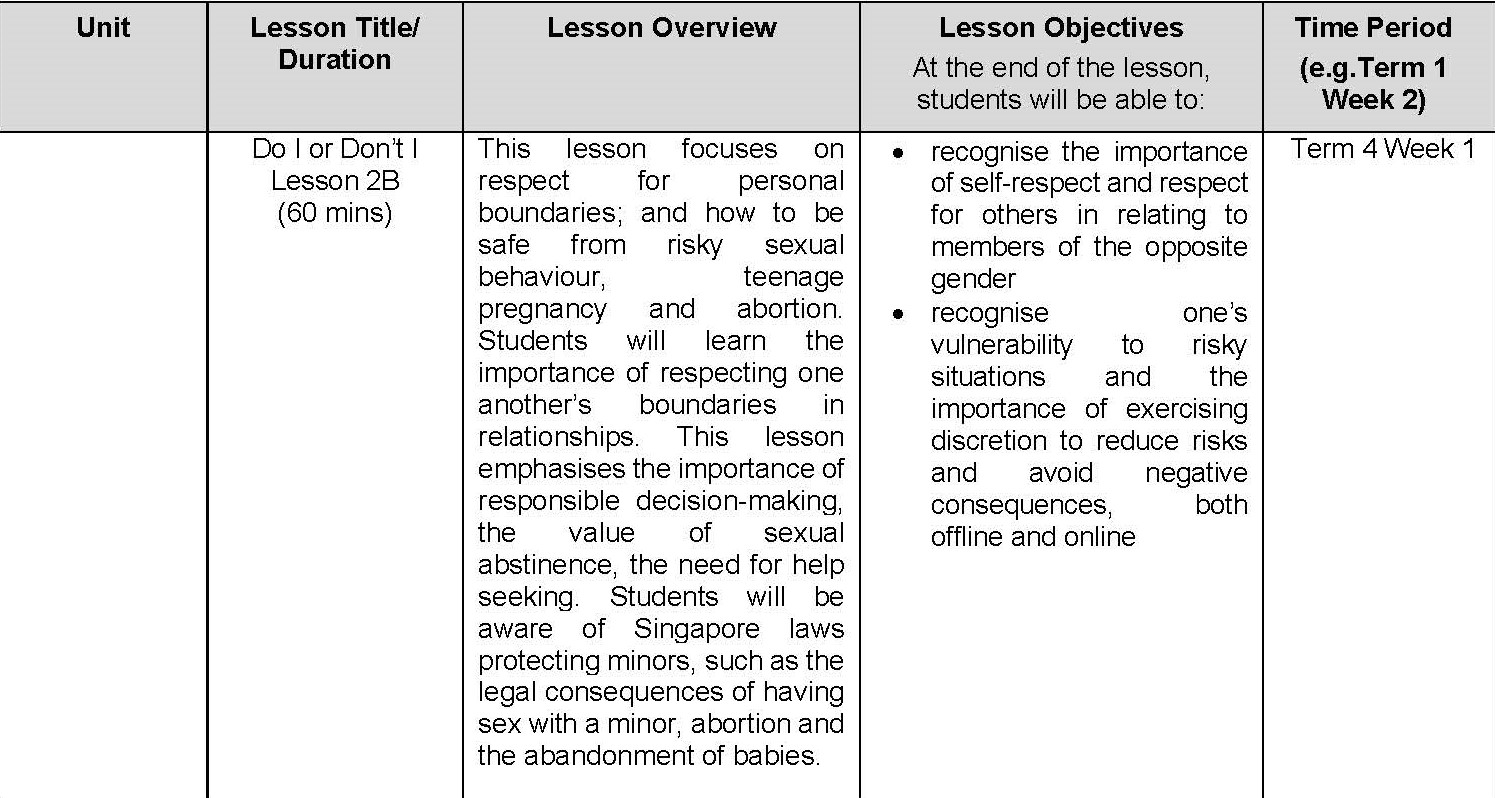 Unit
Lesson Title/
Duration
Lesson Overview
Lesson Objectives
At the end of the lesson,
students will be able to:
Time Period
(e.g.Term 1
Week 2)
Do I or Don’t I
Lesson 2B
(60 mins)
This lesson focuses on
respect for personal
boundaries; and how to be
safe from risky sexual
behaviour, teenage
pregnancy and abortion.
Students will learn the
importance of respecting one
another’s boundaries in
relationships. This lesson
emphasises the importance of
responsible decision-making,
the value of sexual
abstinence, the need for help
seeking. Students will be
aware of Singapore laws
protecting minors, such as the
legal consequences of having
sex with a minor, abortion and
the abandonment of babies.
• recognise the importance
of self-respect and respect
for others in relating to
members of the opposite
gender
• recognise one’s
vulnerability to risky
situations and the
importance of exercising
discretion to reduce risks
and avoid negative
consequences, both
offline and online
Term 4 Week 1